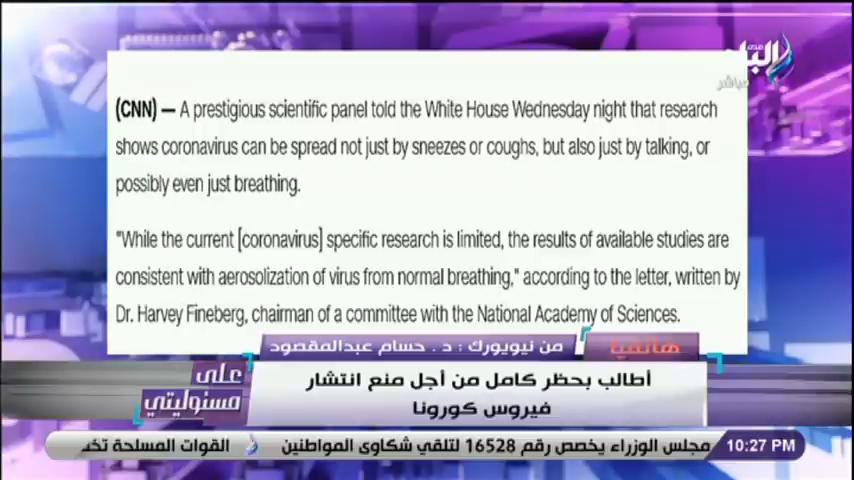 صدى
البلد
مباشر
(CNN) — A prestigious scientific panel told the White House Wednesday night that research
shows coronavirus can be spread not just by sneezes or coughs, but also just by talking, or
possibly even just breathing.
"While the current [coronavirus] specific research is limited, the results of available studies are
consistent with aerosolization of virus from normal breathing," according to the letter, written by
Dr. Harvey Fineberg, chairman of a committee with the National Academy of Sciences.
هاتفيا
من نيويورك : د . حسام عبدالمقصود
على
مسئوليتي
أطالب بحظر كامل من أجل منع انتشار
فيروس كورونا
10:27 PM
مجلس الوزراء يخصص رقم 16528 لتلقي شكاوى المواطنين
القوات المسلحة تخد